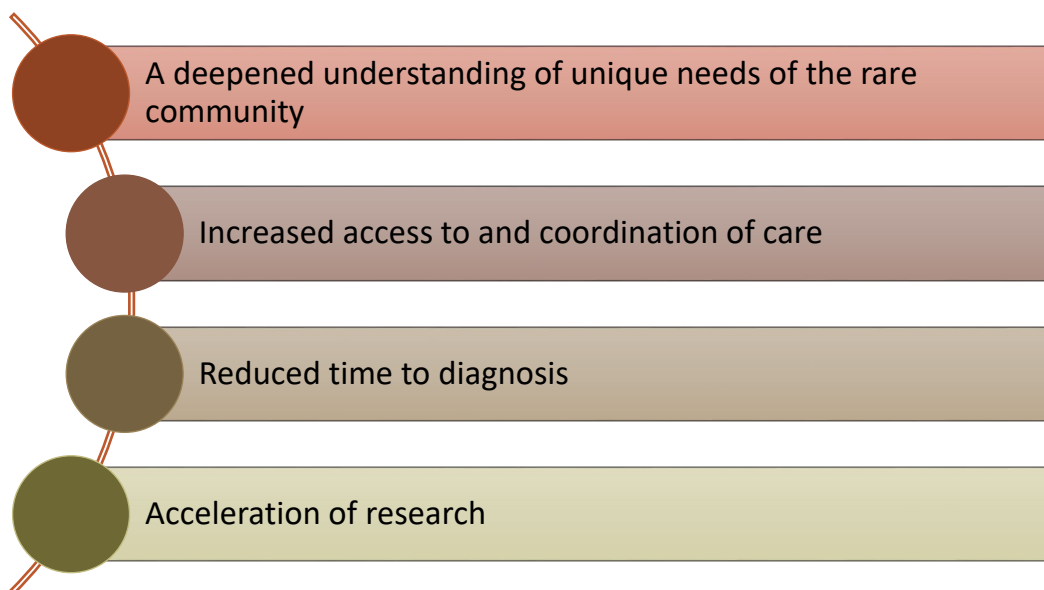 A deepened understanding of unique needs of the rare
community
Increased access to and coordination of care
Reduced time to diagnosis
Acceleration of research